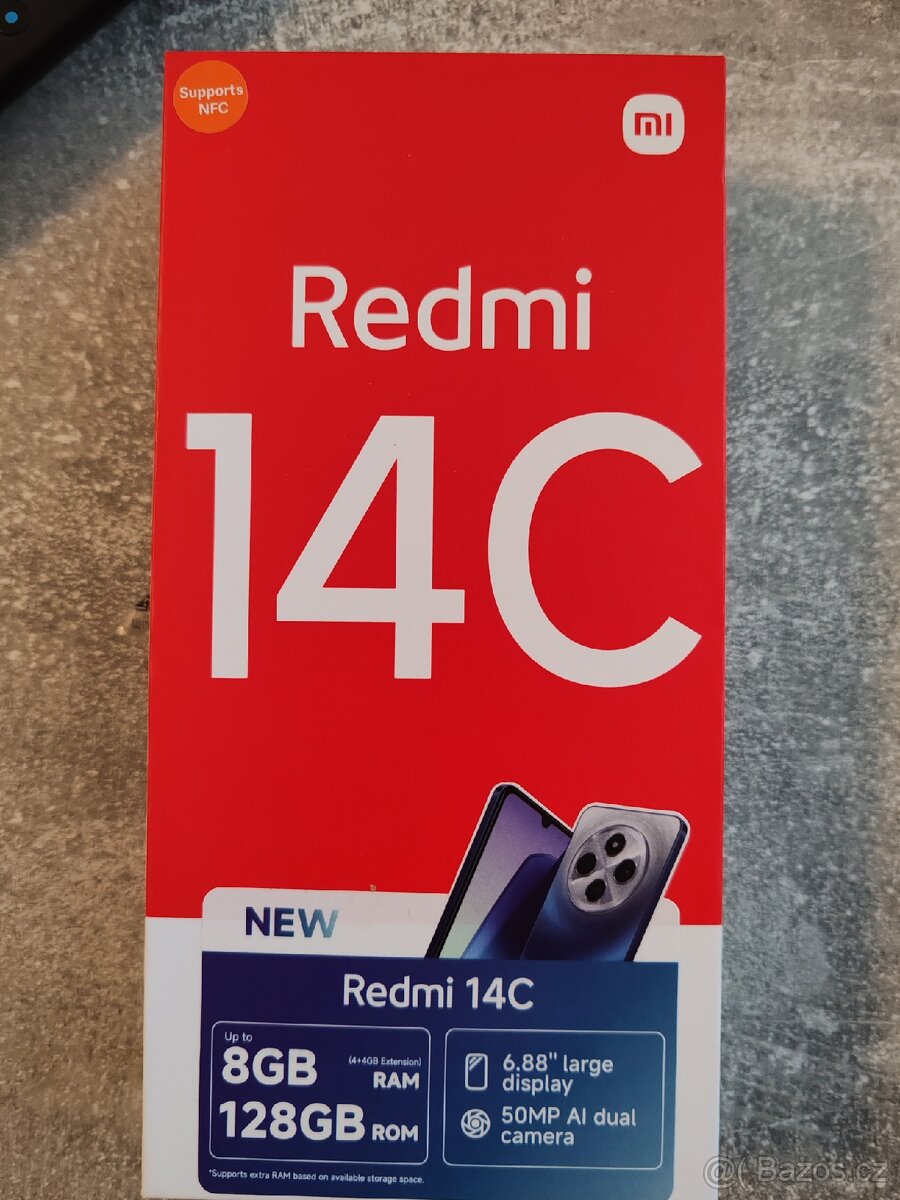 Supports
NFC
mi
Redmi
14C
NEW
Redmi 14C
Up to
8GB (4+4GB Extension) RAM
128GB ROM
6.88" large
display
50MP AI dual
camera
*Supports extra RAM based on available storage space.
@( Bazos.cz